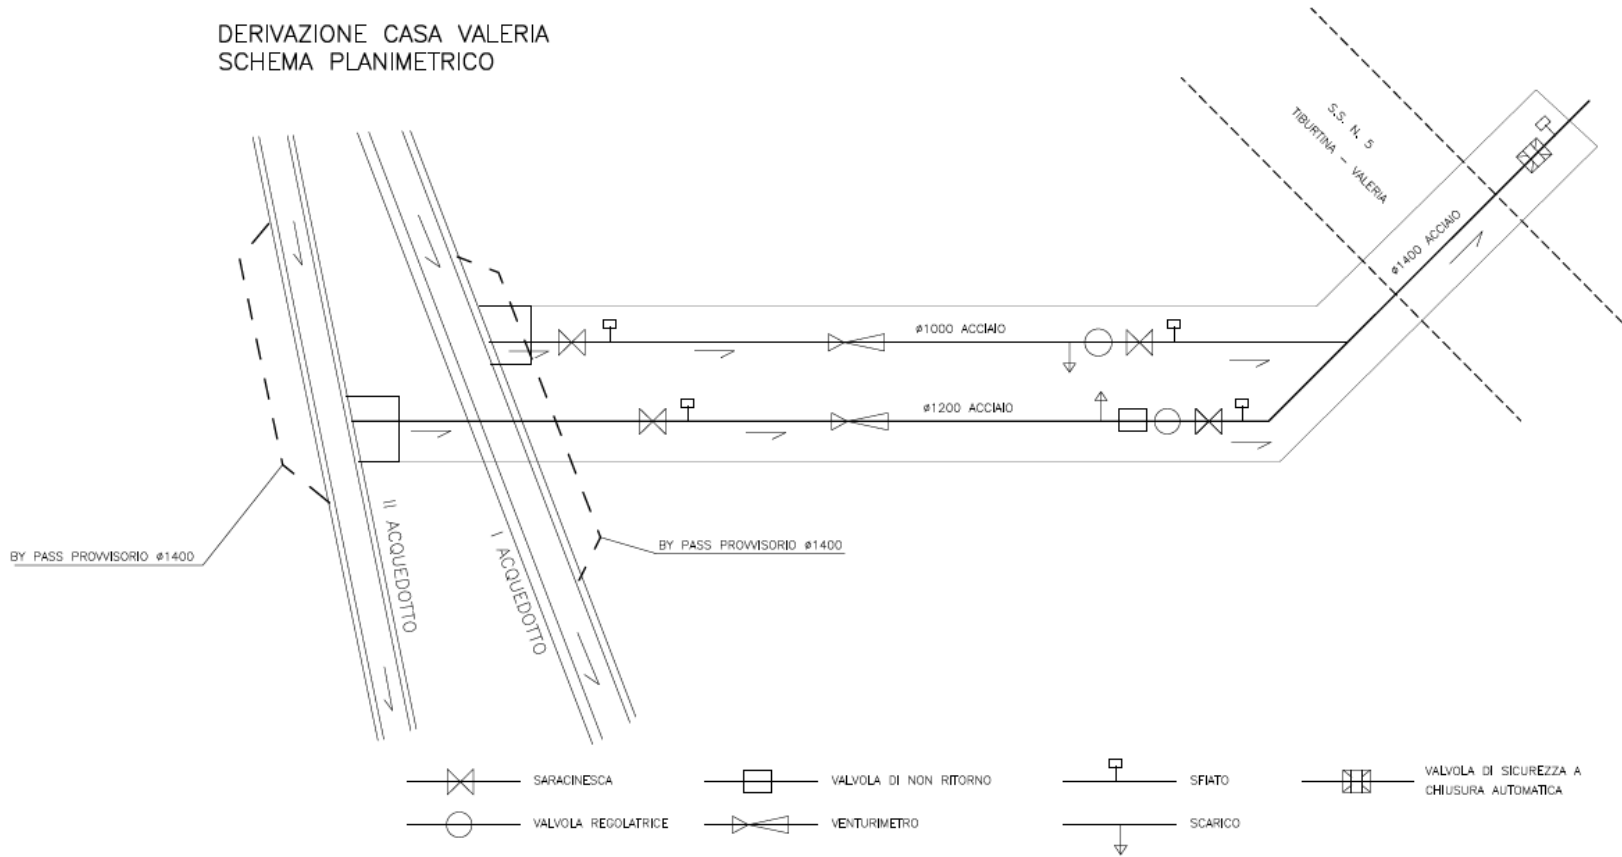 DERIVAZIONE CASA VALERIA
SCHEMA PLANIMETRICO
S.S. N. 5
TIBURTINA - VALERIA
ø1400 ACCIAIO
ø1000 ACCIAIO
ø1200 ACCIAIO
II ACQUEDOTTO
I ACQUEDOTTO
BY PASS PROVVISORIO ø1400
BY PASS PROVVISORIO ø1400
SARACINESCA
VALVOLA DI NON RITORNO
SFIATO
VALVOLA DI SICUREZZA A
CHIUSURA AUTOMATICA
VALVOLA REGOLATRICE
VENTURIMETRO
SCARICO